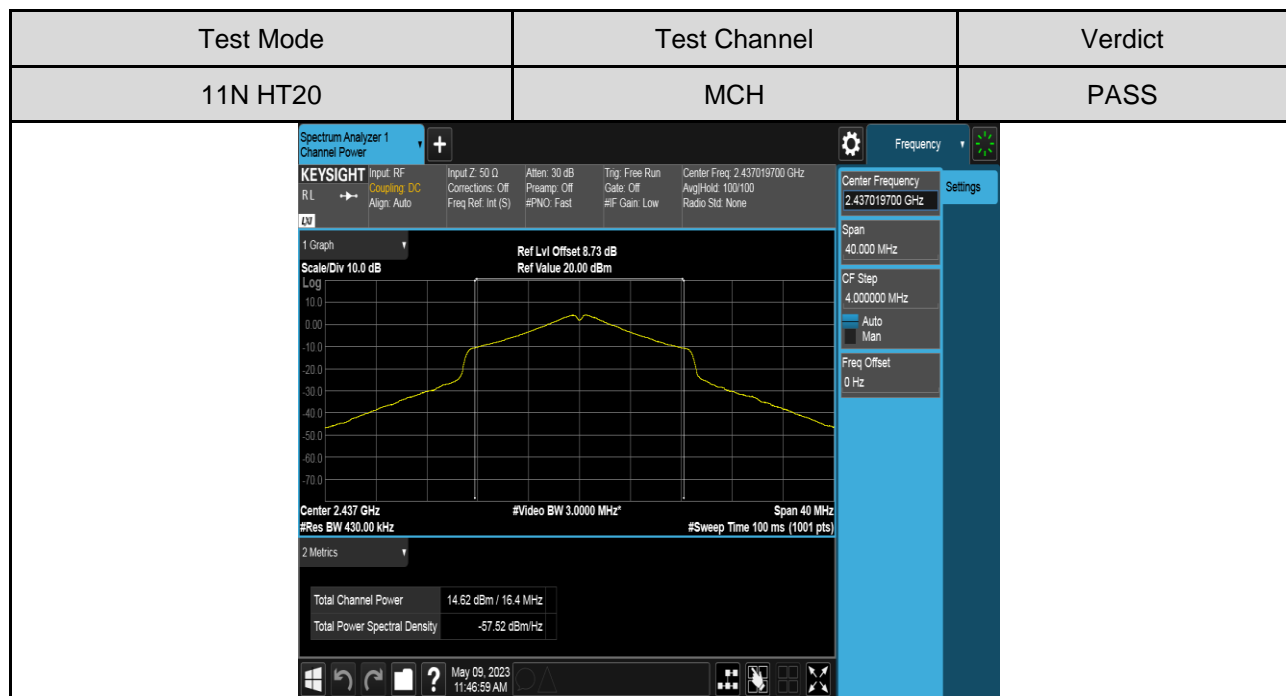 Test Mode Test Channel Verdict
11N HT20 MCH PASS
Spectrum Analyzer 1
Channel Power
+
Frequency
KEYSIGHT Input: RF Input Z: 50 Ω Atten: 30 dB Trig: Free Run Center Freq: 2.437019700 GHz
RL Coupling: DC Corrections: Off Preamp: Off Gate: Off Avg|Hold: 100/100
Align: Auto Freq Ref: Int (S) #PNO: Fast #IF Gain: Low Radio Std: None
LXI
Center Frequency
2.437019700 GHz
Settings
Span
40.000 MHz
CF Step
4.000000 MHz
Auto
Man
Freq Offset
0 Hz
1 Graph
Ref Lvl Offset 8.73 dB
Scale/Div 10.0 dB Ref Value 20.00 dBm
Log
10.0
0.00
-10.0
-20.0
-30.0
-40.0
-50.0
-60.0
-70.0
Center 2.437 GHz #Video BW 3.0000 MHz* Span 40 MHz
#Res BW 430.00 kHz #Sweep Time 100 ms (1001 pts)
2 Metrics
Total Channel Power 14.62 dBm / 16.4 MHz
Total Power Spectral Density -57.52 dBm/Hz
? May 09, 2023
11:46:59 AM